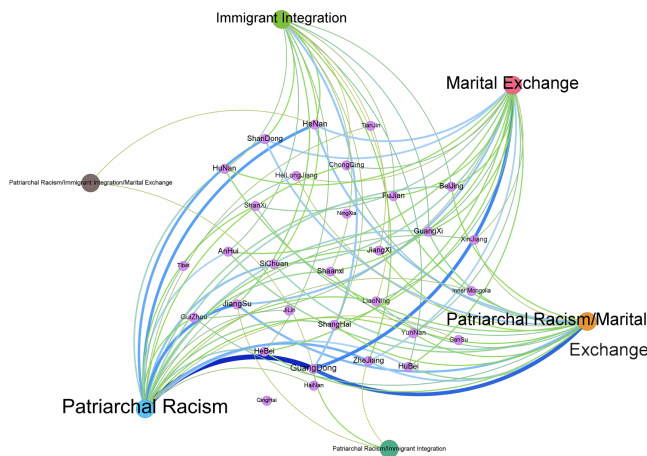 Immigrant Integration
Marital Exchange
HeNan
TianJin
ShanDong
ChongQing
HuNan
HeiLongJiang
Patriarchal Racism/Immigrant Integration/Marital Exchange
BeiJing
FuJian
ShanXi
NingXia
GuangXi
XinJiang
AnHui
JiangXi
Tibet
SiChuan
Shaanxi
Inner Mongolia
JiangSu
LiaoNing
GuiZhou
JiLin
Patriarchal Racism/Marital
ShangHai
YunNan
GanSu
Exchange
HeBei
ZheJiang
HuBei
GuangDong
HaiNan
Patriarchal Racism
QingHai
Patriarchal Racism/Immigrant Integration